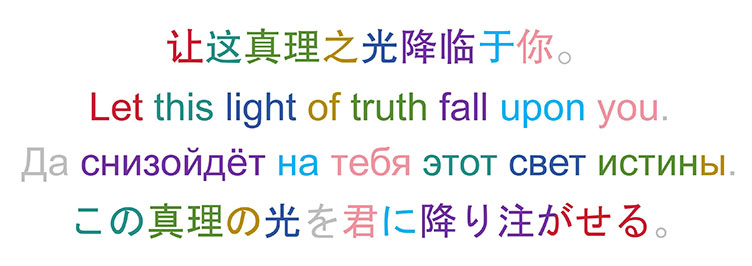 让这真理之光降临于你。
Let this light of truth fall upon you.
Да снизойдёт на тебя этот свет истины.
この真理の光を君に降り注がせる。